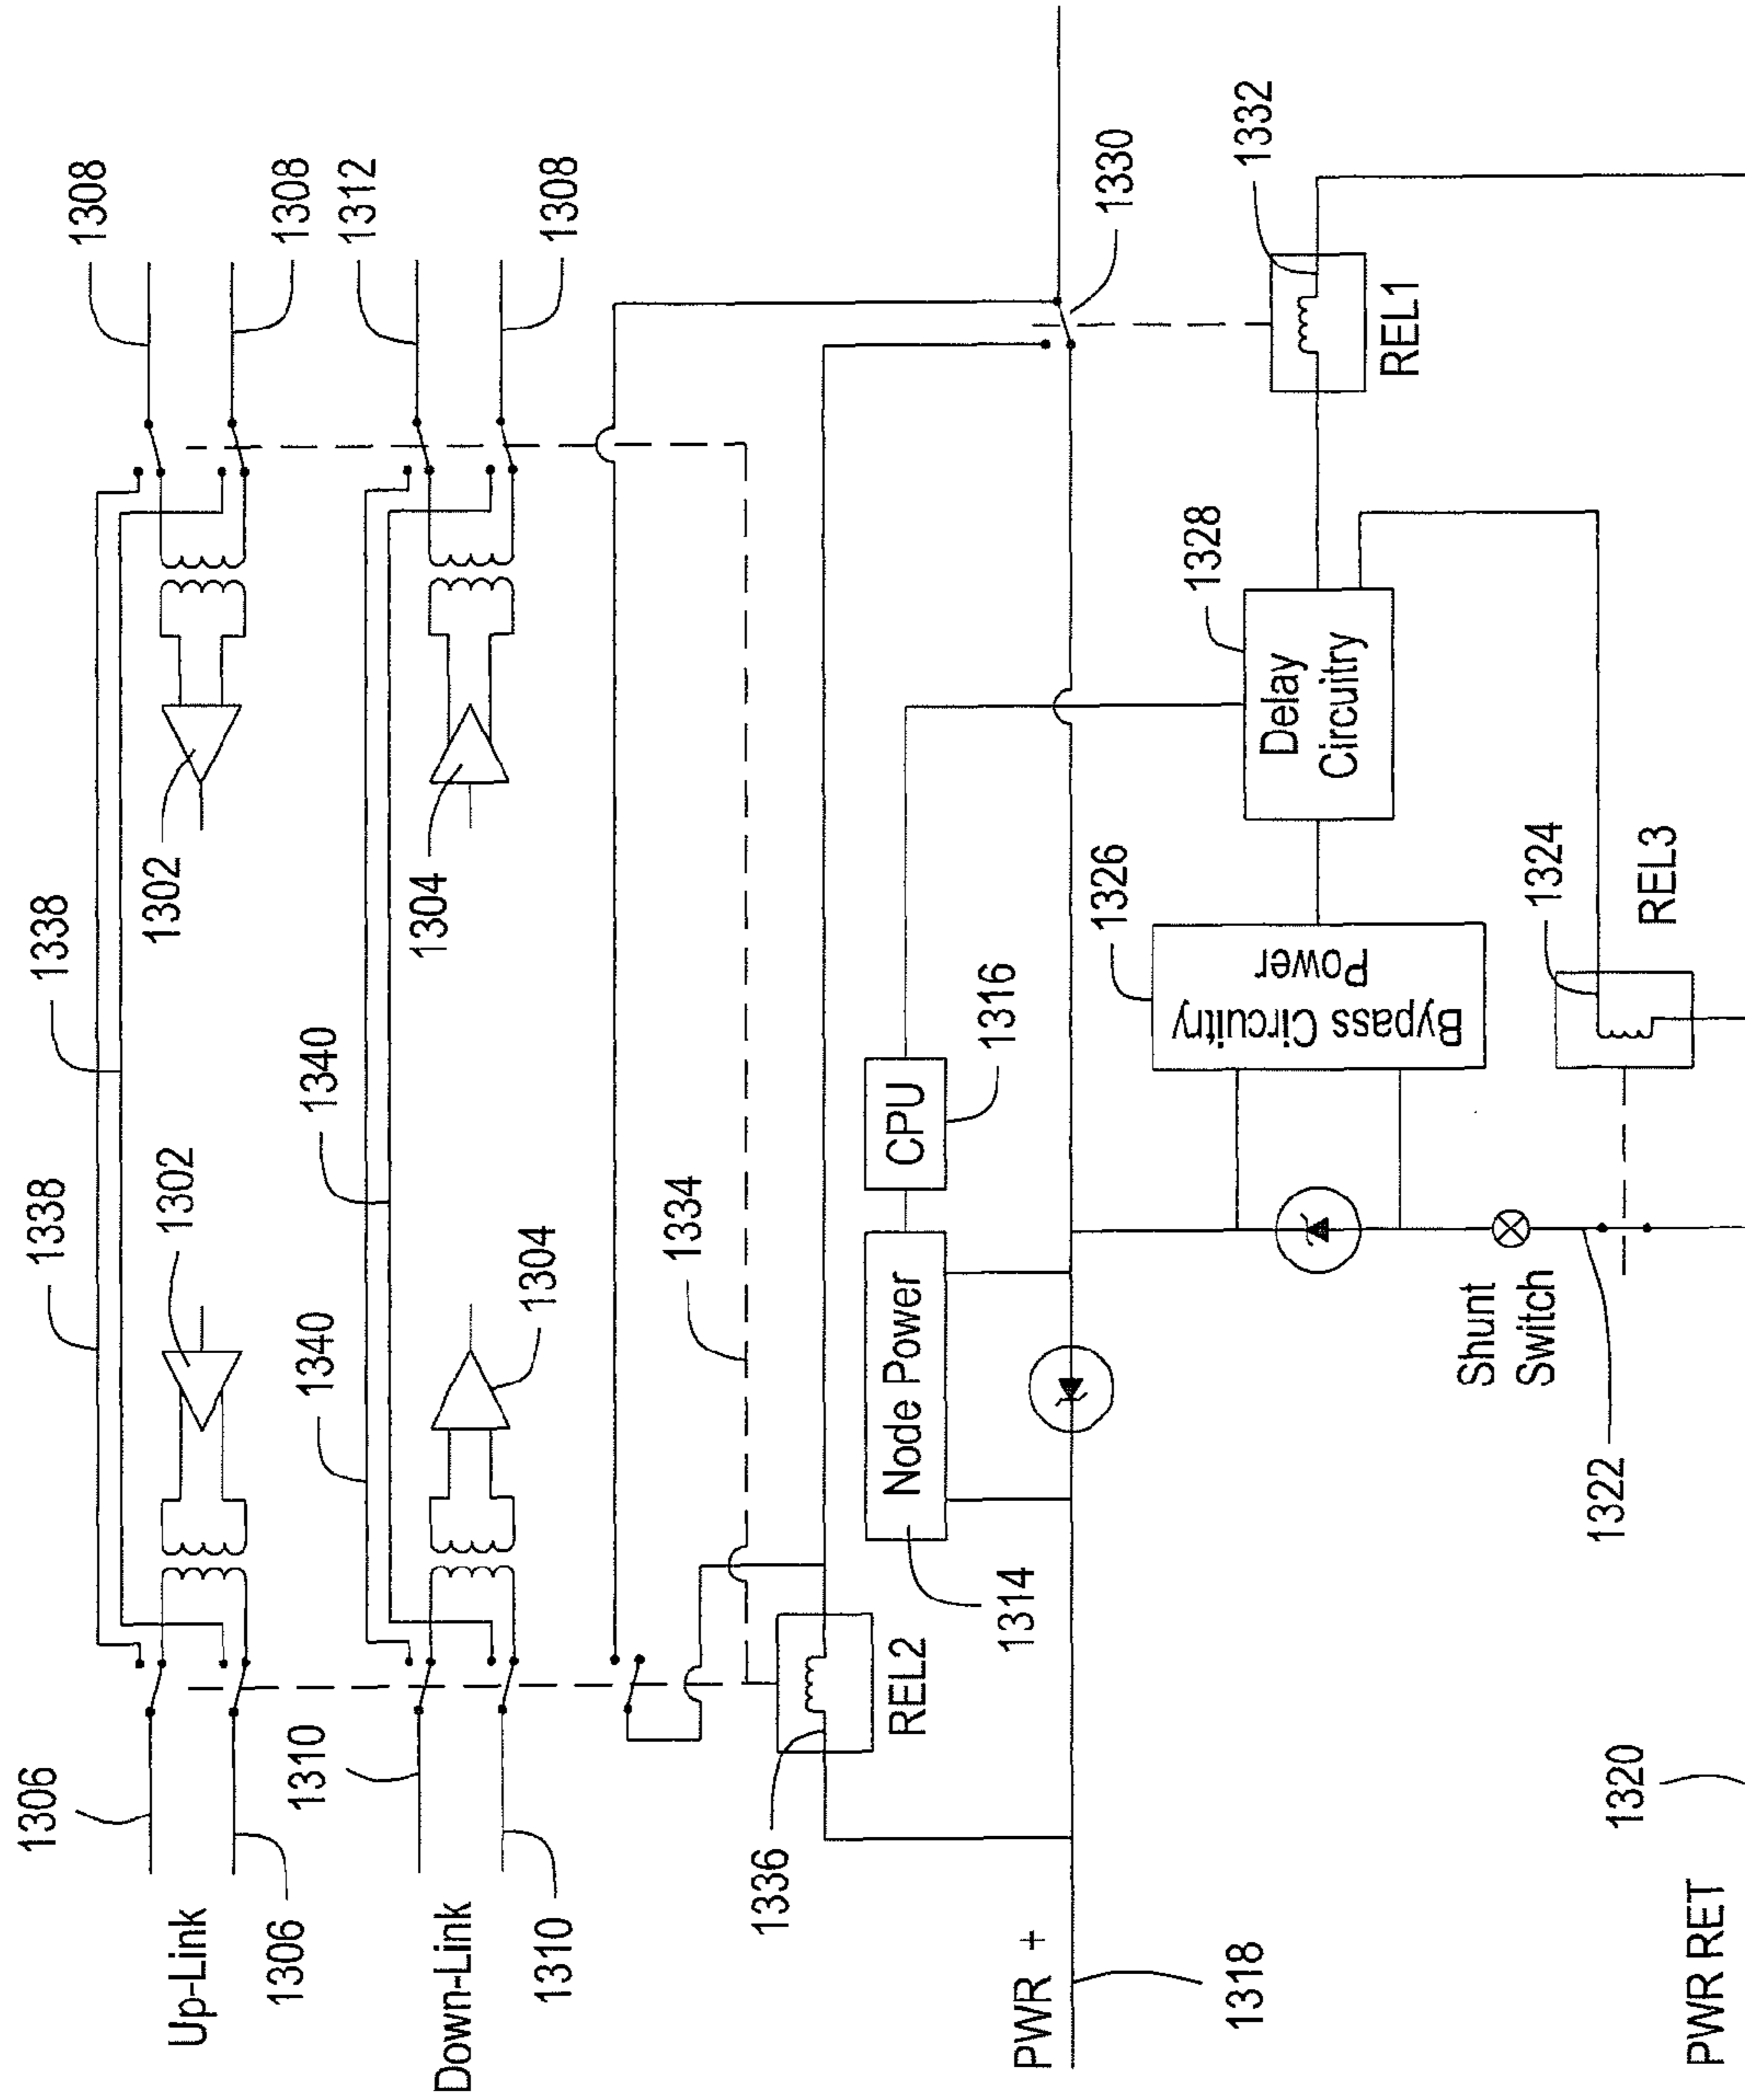 1308
1308
1312
1308
1338
1302
1338
1302
1304
1340
1304
1340
1334
1306
Up-Link
1306
1310
Down-Link
1310
1330
1332
REL1
1328
Delay
Circuitry
1326
Bypass Circuitry
Power
1324
REL3
1316
CPU
Node Power
1314
Shunt
Switch
1322
REL2
1336
PWR +
1318
1320
PWR RET